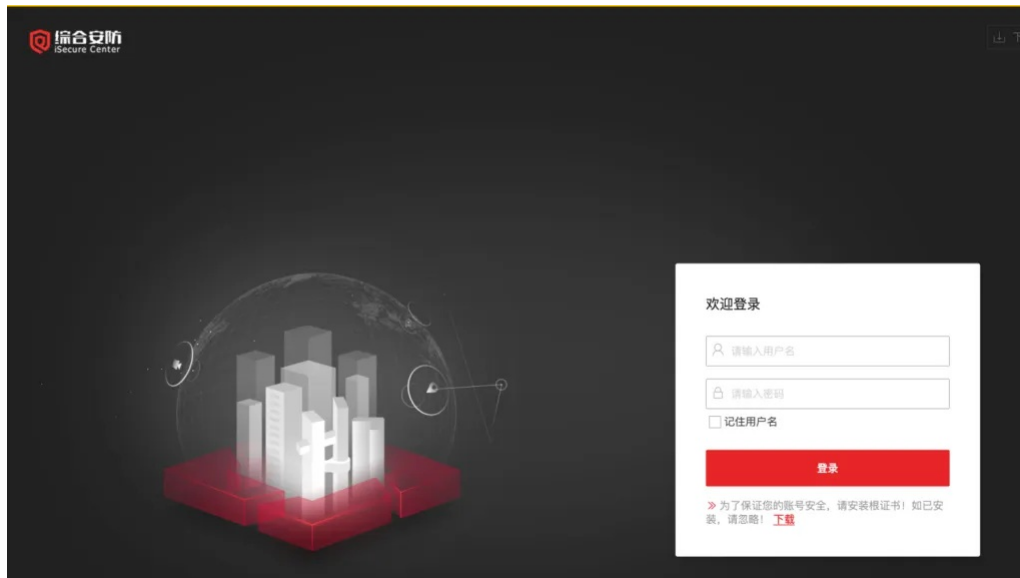 综合安防
iSecure Center
下
欢迎登录
请输入用户名
请输入密码
记住用户名
登录
为了保证您的账号安全，请安装根证书！如已安
装，请忽略！ 下载